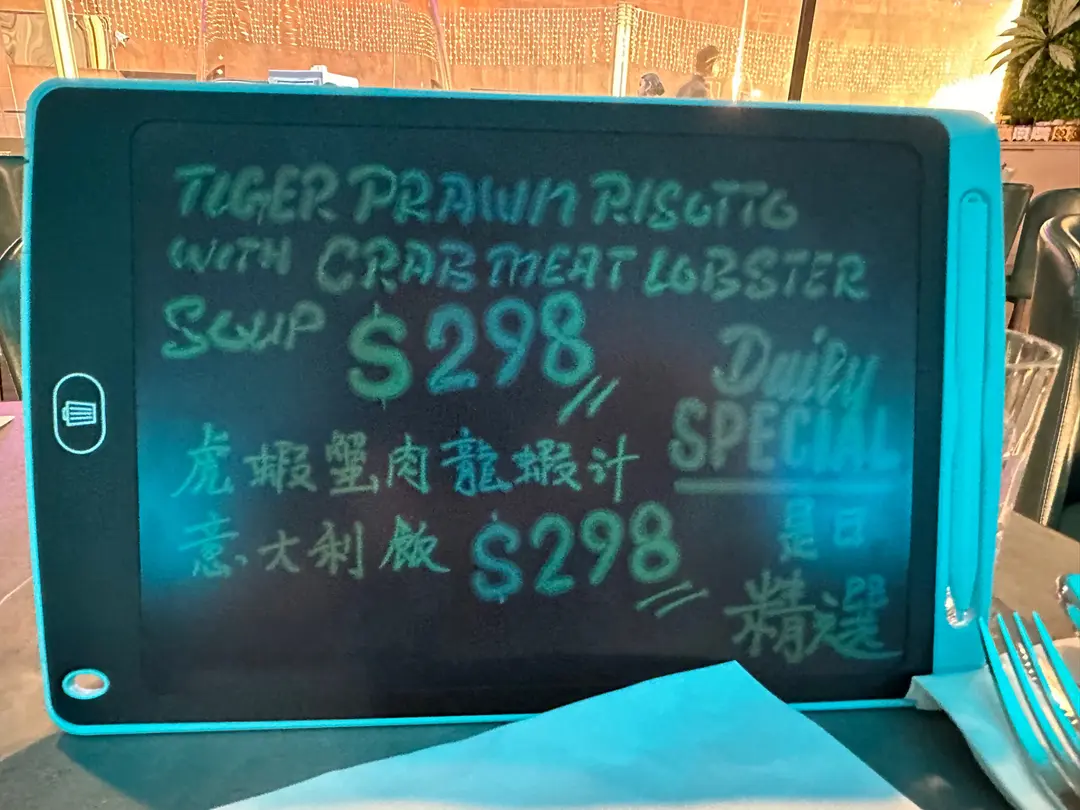 TIGER PRAWN RISOTTO
WITH CRAB MEAT LOBSTER
SOUP $298
虎蝦蟹肉龍蝦汁
意大利飯 $298
Daily
SPECIAL
是日
精選